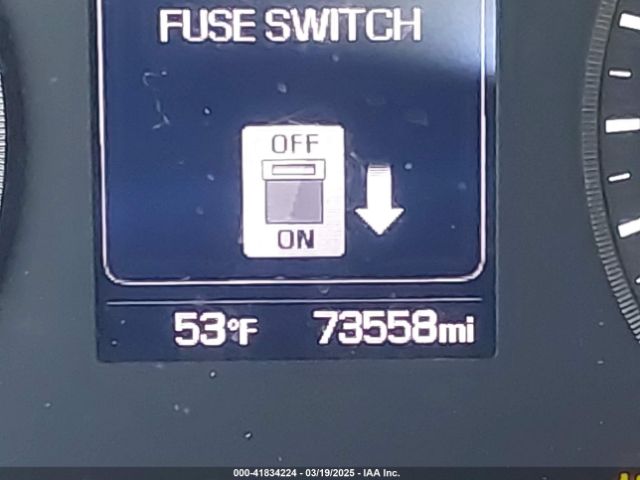 FUSE SWITCH
OFF
ON
53°F 73558mi
000-41834224 - 03/19/2025 - IAA Inc.